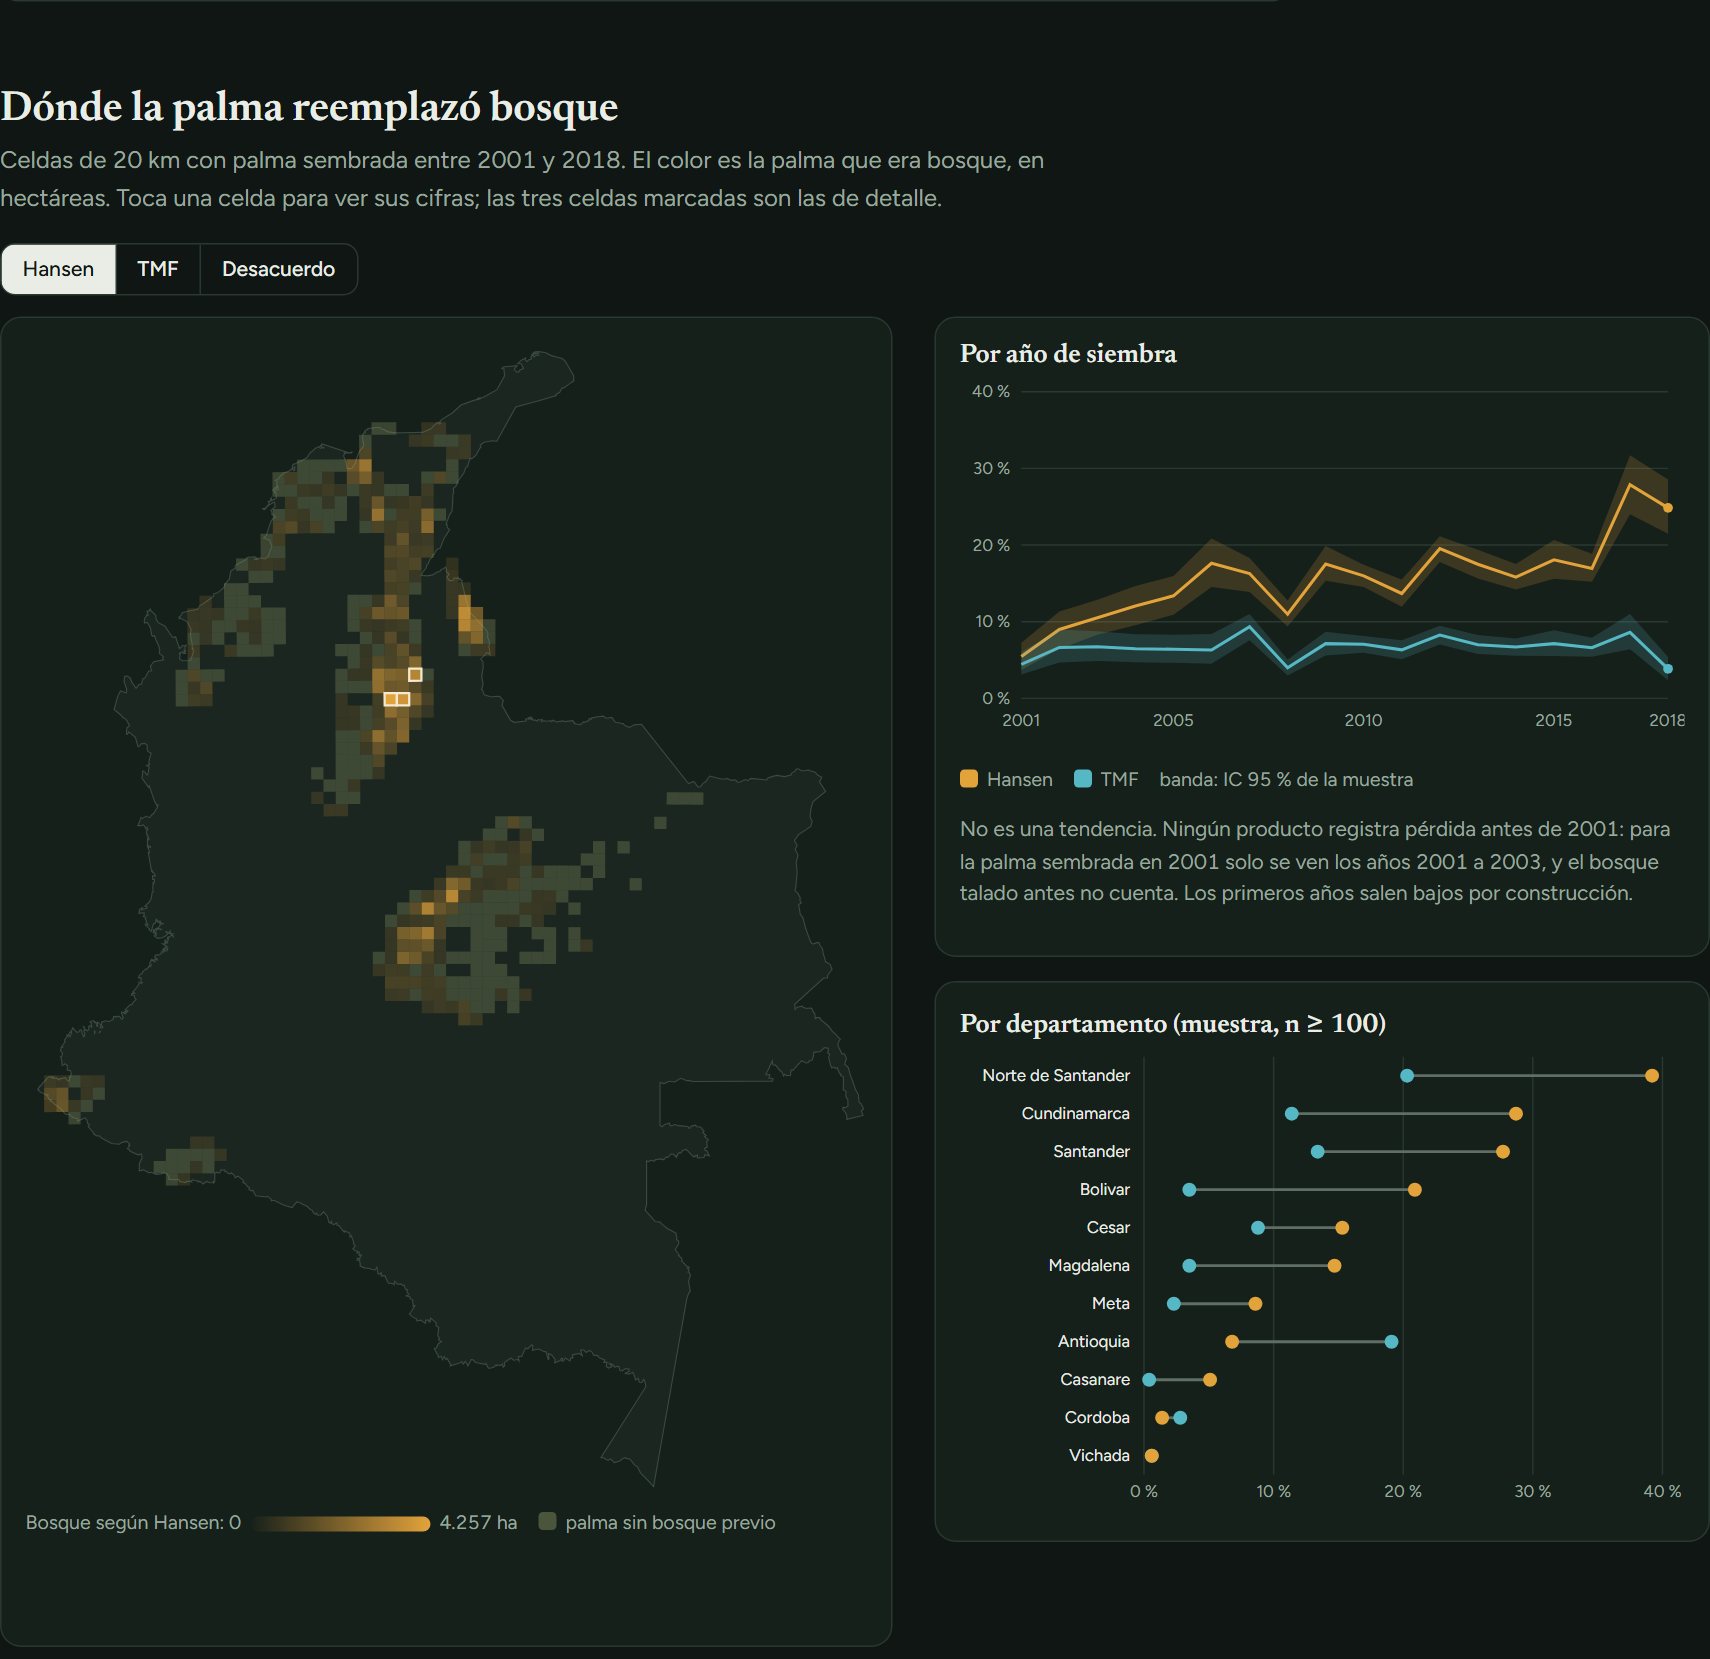 Dónde la palma reemplazó bosque
Celdas de 20 km con palma sembrada entre 2001 y 2018. El color es la palma que era bosque, en
hectáreas. Toca una celda para ver sus cifras; las tres celdas marcadas son las de detalle.
Hansen TMF Desacuerdo
Bosque según Hansen: 0 4.257 ha palma sin bosque previo
Por año de siembra
40 %
30 %
20 %
10 %
0 %
2001 2005 2010 2015 2018
Hansen TMF banda: IC 95 % de la muestra
No es una tendencia. Ningún producto registra pérdida antes de 2001: para
la palma sembrada en 2001 solo se ven los años 2001 a 2003, y el bosque
talado antes no cuenta. Los primeros años salen bajos por construcción.
Por departamento (muestra, n ≥ 100)
Norte de Santander
Cundinamarca
Santander
Bolivar
Cesar
Magdalena
Meta
Antioquia
Casanare
Cordoba
Vichada
0 % 10 % 20 % 30 % 40 %